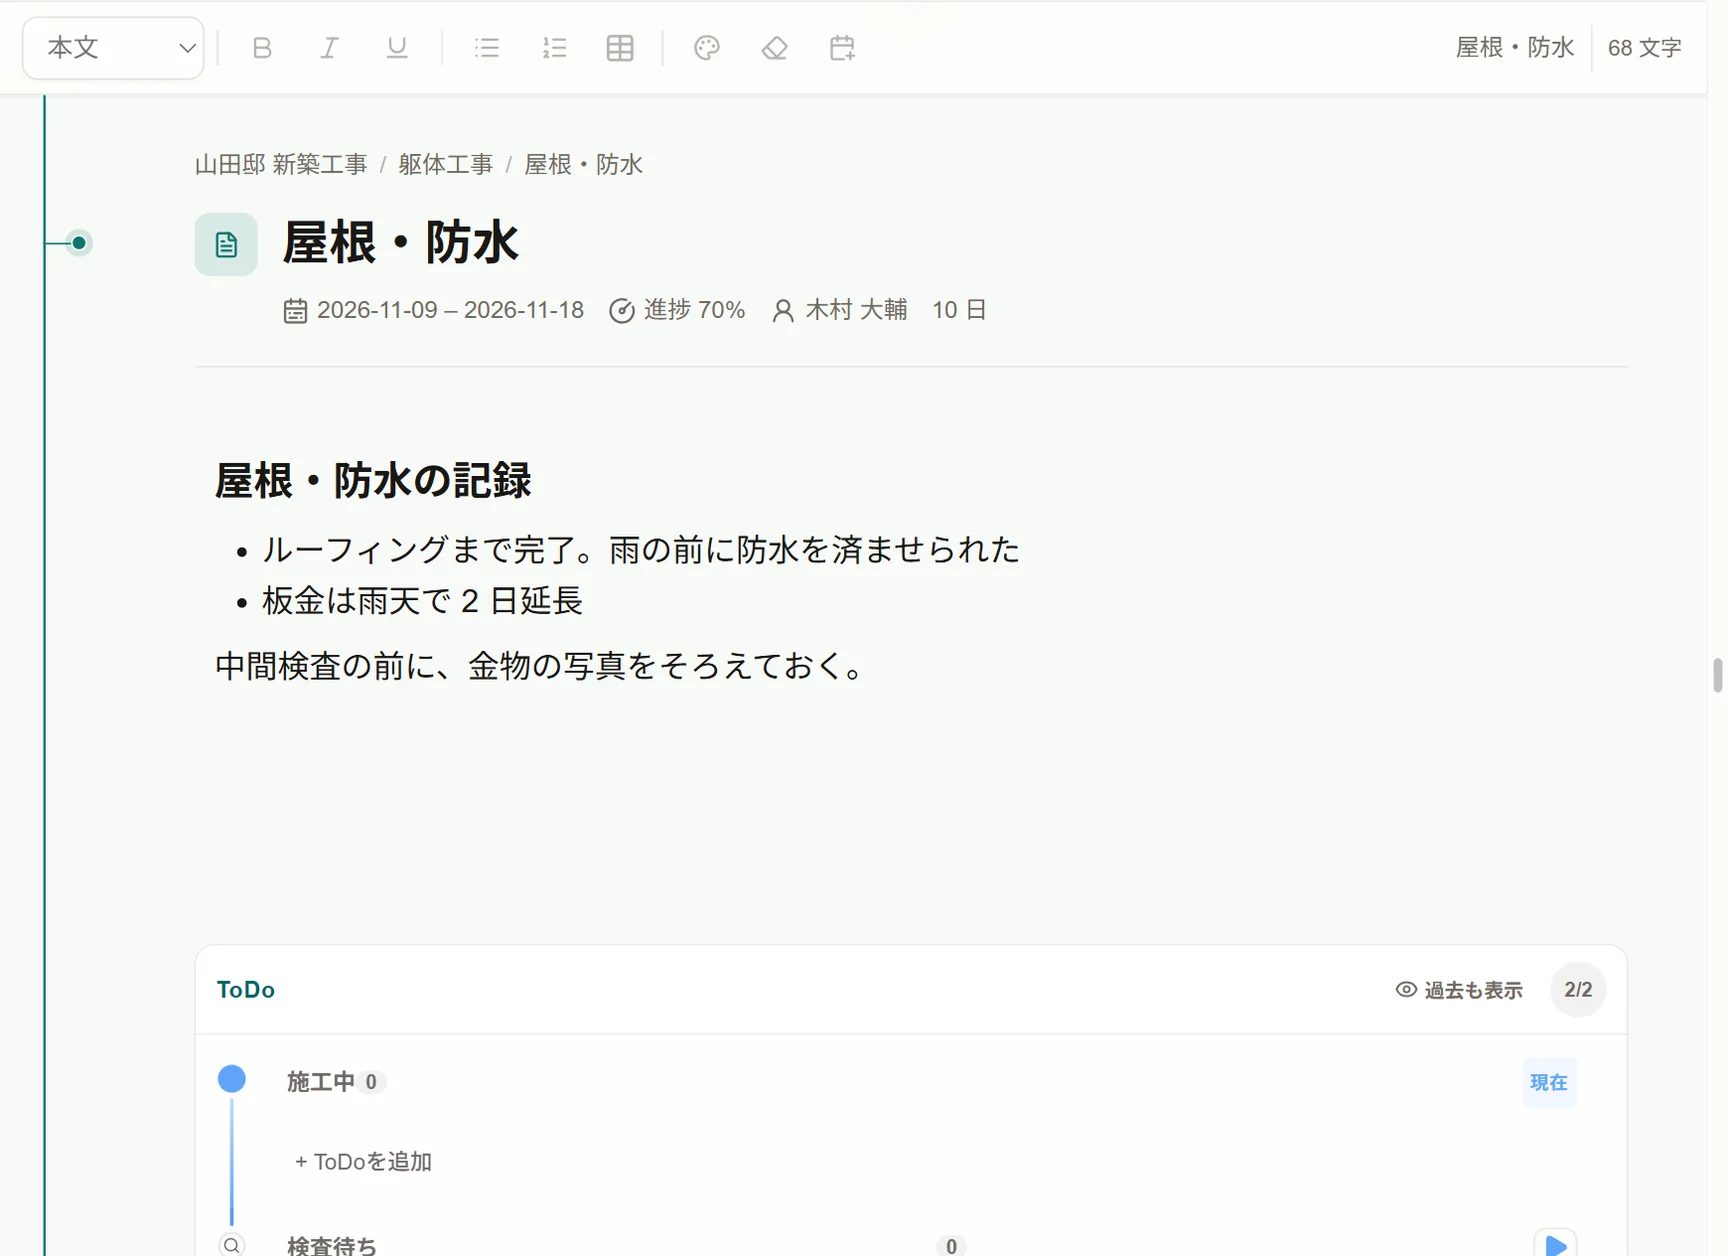 本文
屋根・防水 68 文字
山田邸 新築工事 / 躯体工事 / 屋根・防水
屋根・防水
2026-11-09 – 2026-11-18 進捗 70% 木村 大輔 10 日
屋根・防水の記録
• ルーフィングまで完了。雨の前に防水を済ませられた
• 板金は雨天で 2 日延長
中間検査の前に、金物の写真をそろえておく。
ToDo 過去も表示 2/2
施工中 0 現在
+ ToDoを追加
検査待ち 0